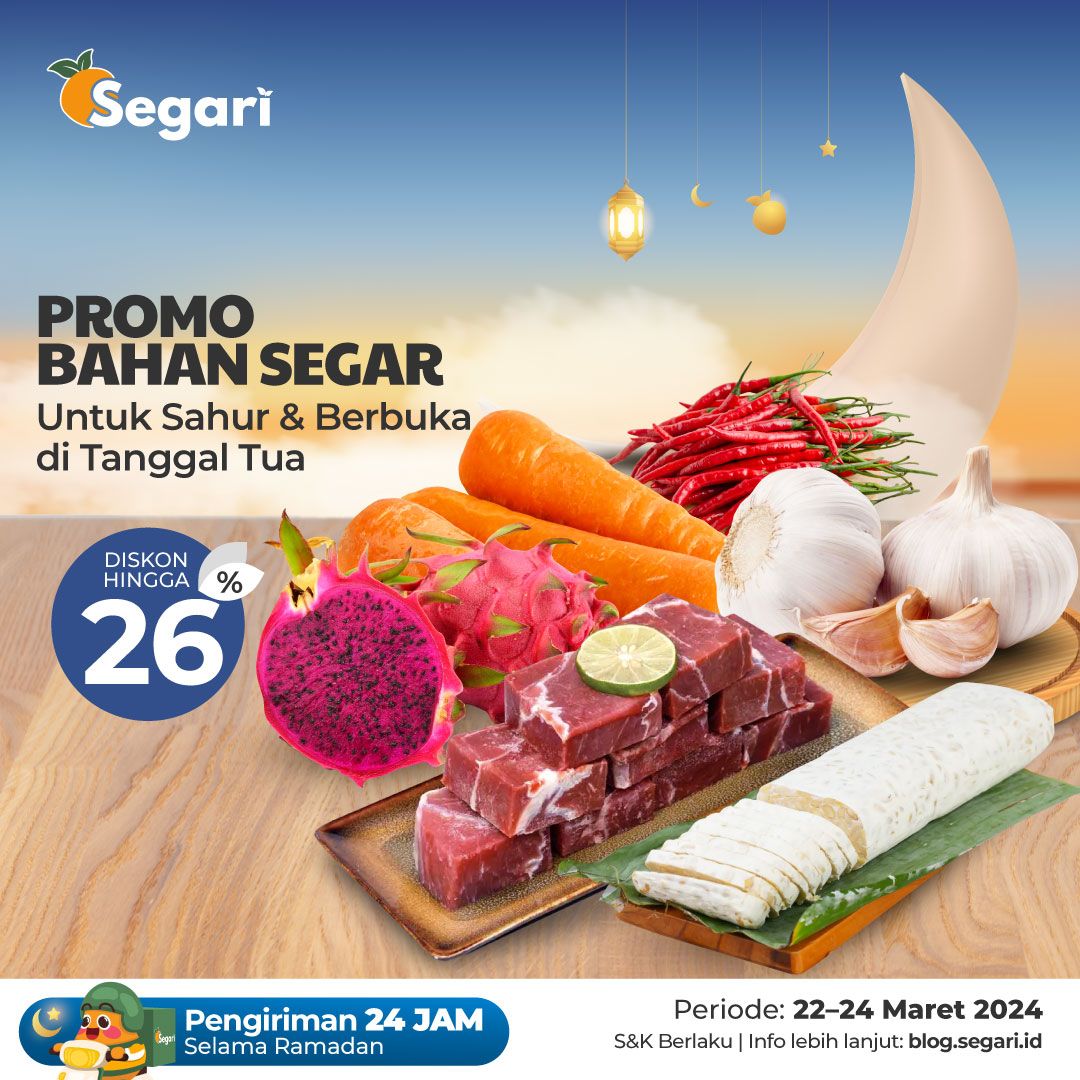 Segari
PROMO
BAHAN SEGAR
Untuk Sahur & Berbuka
di Tanggal Tua
DISKON
HINGGA
%
26
Segari
Pengiriman 24 JAM
Selama Ramadan
Periode: 22–24 Maret 2024
S&K Berlaku | Info lebih lanjut: blog.segari.id